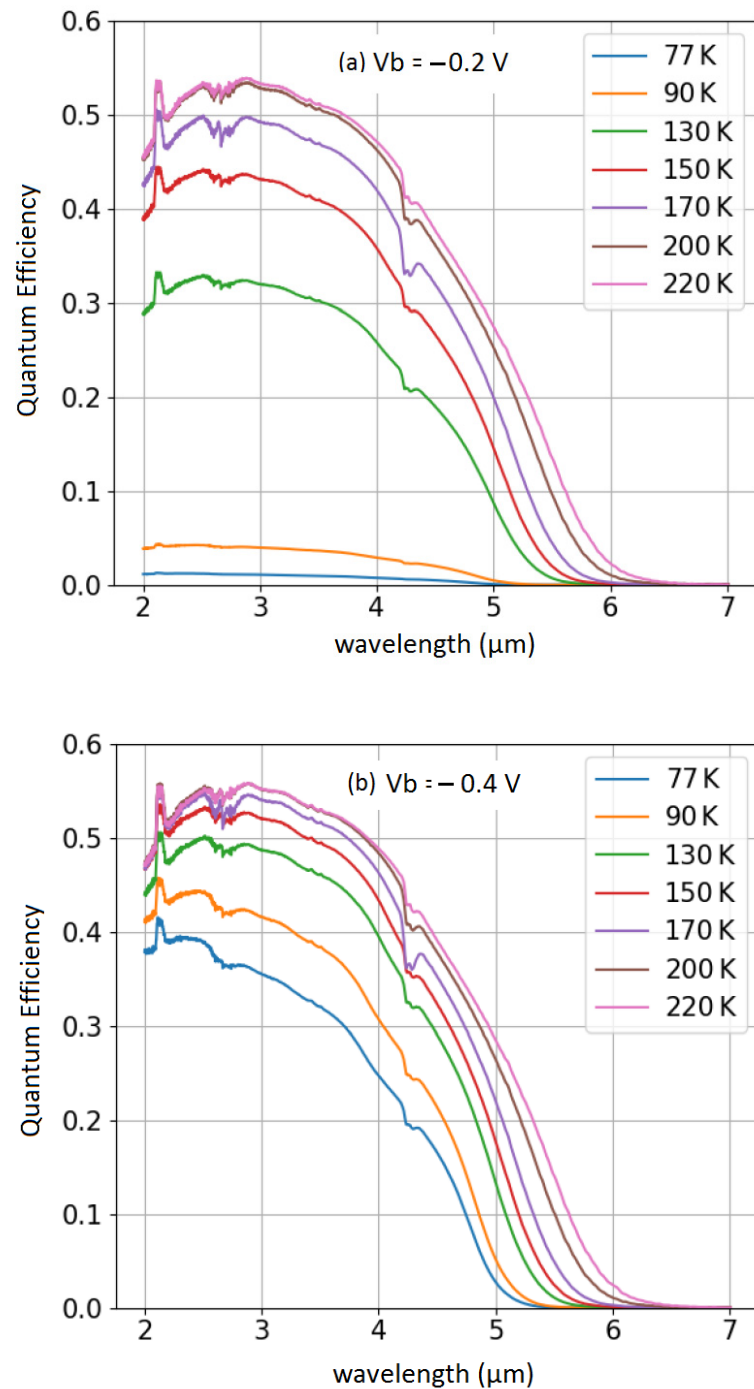 0.6
0.5
0.4
0.3
0.2
0.1
0.0
Quantum Efficiency
(a) Vb = −0.2 V
77 K
90 K
130 K
150 K
170 K
200 K
220 K
2 3 4 5 6 7
wavelength (μm)
0.6
0.5
0.4
0.3
0.2
0.1
0.0
Quantum Efficiency
(b) Vb = − 0.4 V
77 K
90 K
130 K
150 K
170 K
200 K
220 K
2 3 4 5 6 7
wavelength (μm)